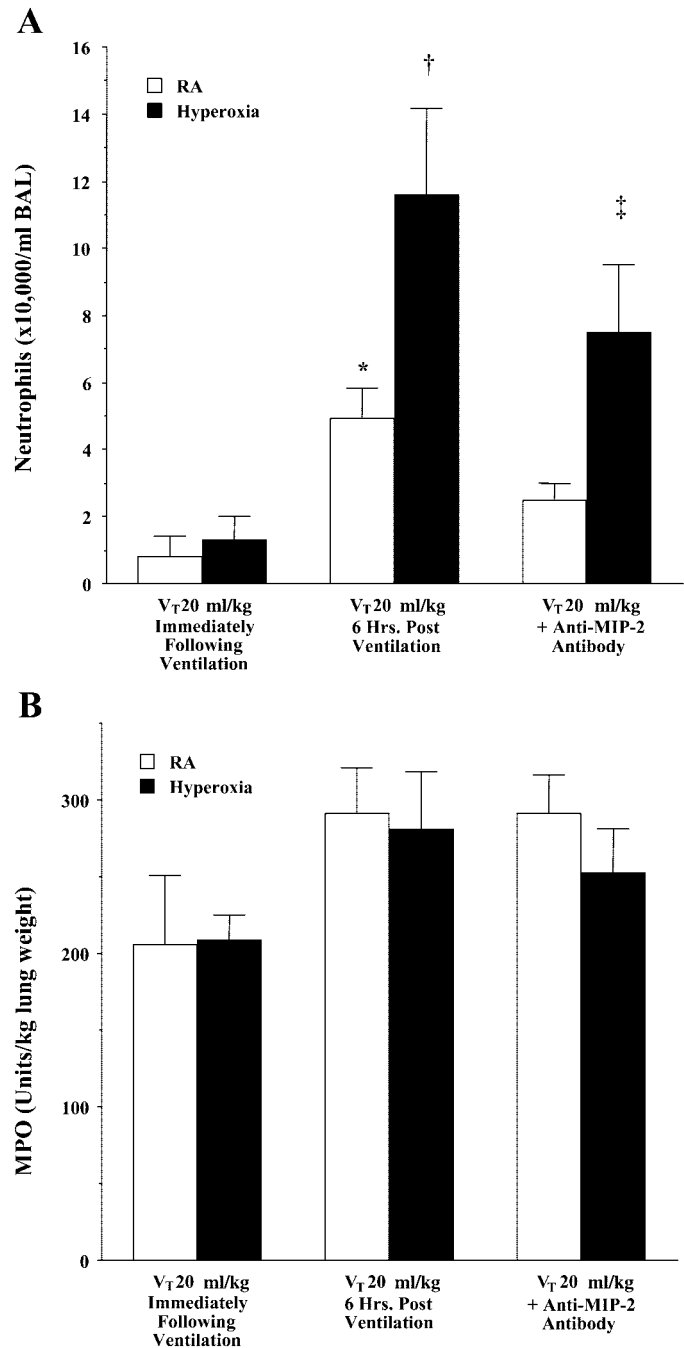 A
16
14
12
10
8
6
4
2
0
Neutrophils (x10,000/ml BAL)
RA
Hyperoxia
*
†
‡
VT20 ml/kg
Immediately
Following
Ventilation
VT20 ml/kg
6 Hrs. Post
Ventilation
VT20 ml/kg
+ Anti-MIP-2
Antibody
B
300
200
100
0
MPO (Units/kg lung weight)
RA
Hyperoxia
VT20 ml/kg
Immediately
Following
Ventilation
VT20 ml/kg
6 Hrs. Post
Ventilation
VT20 ml/kg
+ Anti-MIP-2
Antibody